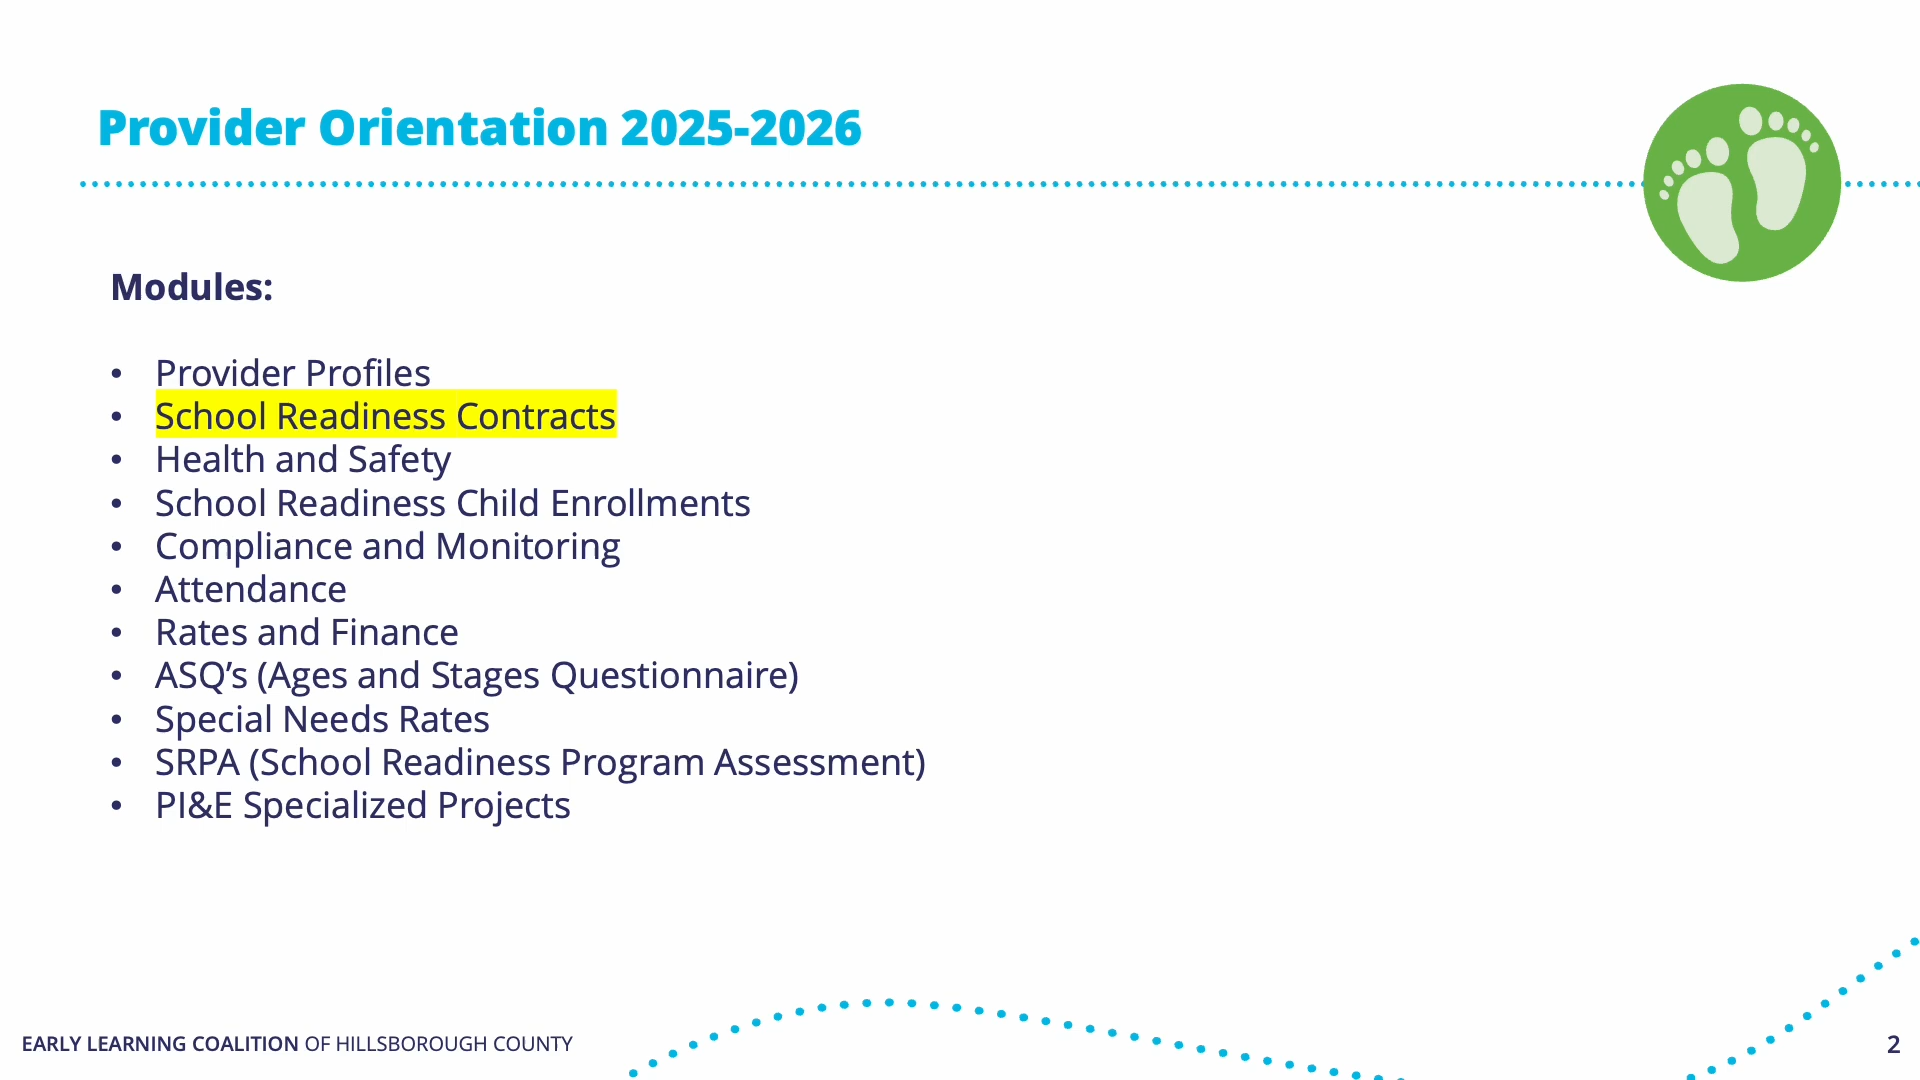 Provider Orientation 2025-2026
Modules:
• Provider Profiles
• School Readiness Contracts
• Health and Safety
• School Readiness Child Enrollments
• Compliance and Monitoring
• Attendance
• Rates and Finance
• ASQ’s (Ages and Stages Questionnaire)
• Special Needs Rates
• SRPA (School Readiness Program Assessment)
• PI&E Specialized Projects
EARLY LEARNING COALITION OF HILLSBOROUGH COUNTY
2